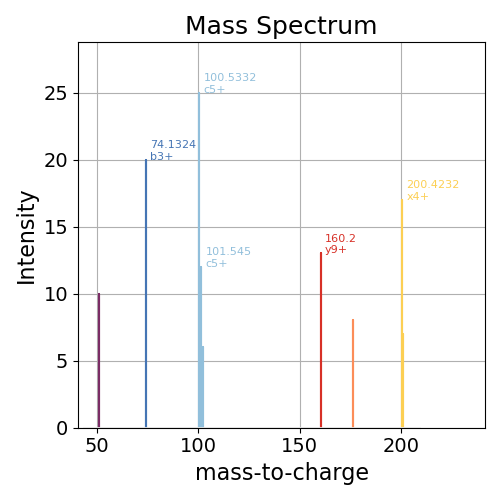 Mass Spectrum
100.5332
c5+
74.1324
b3+
200.4232
x4+
160.2
y9+
101.545
c5+
Intensity
25
20
15
10
5
0
50
100
150
200
mass-to-charge